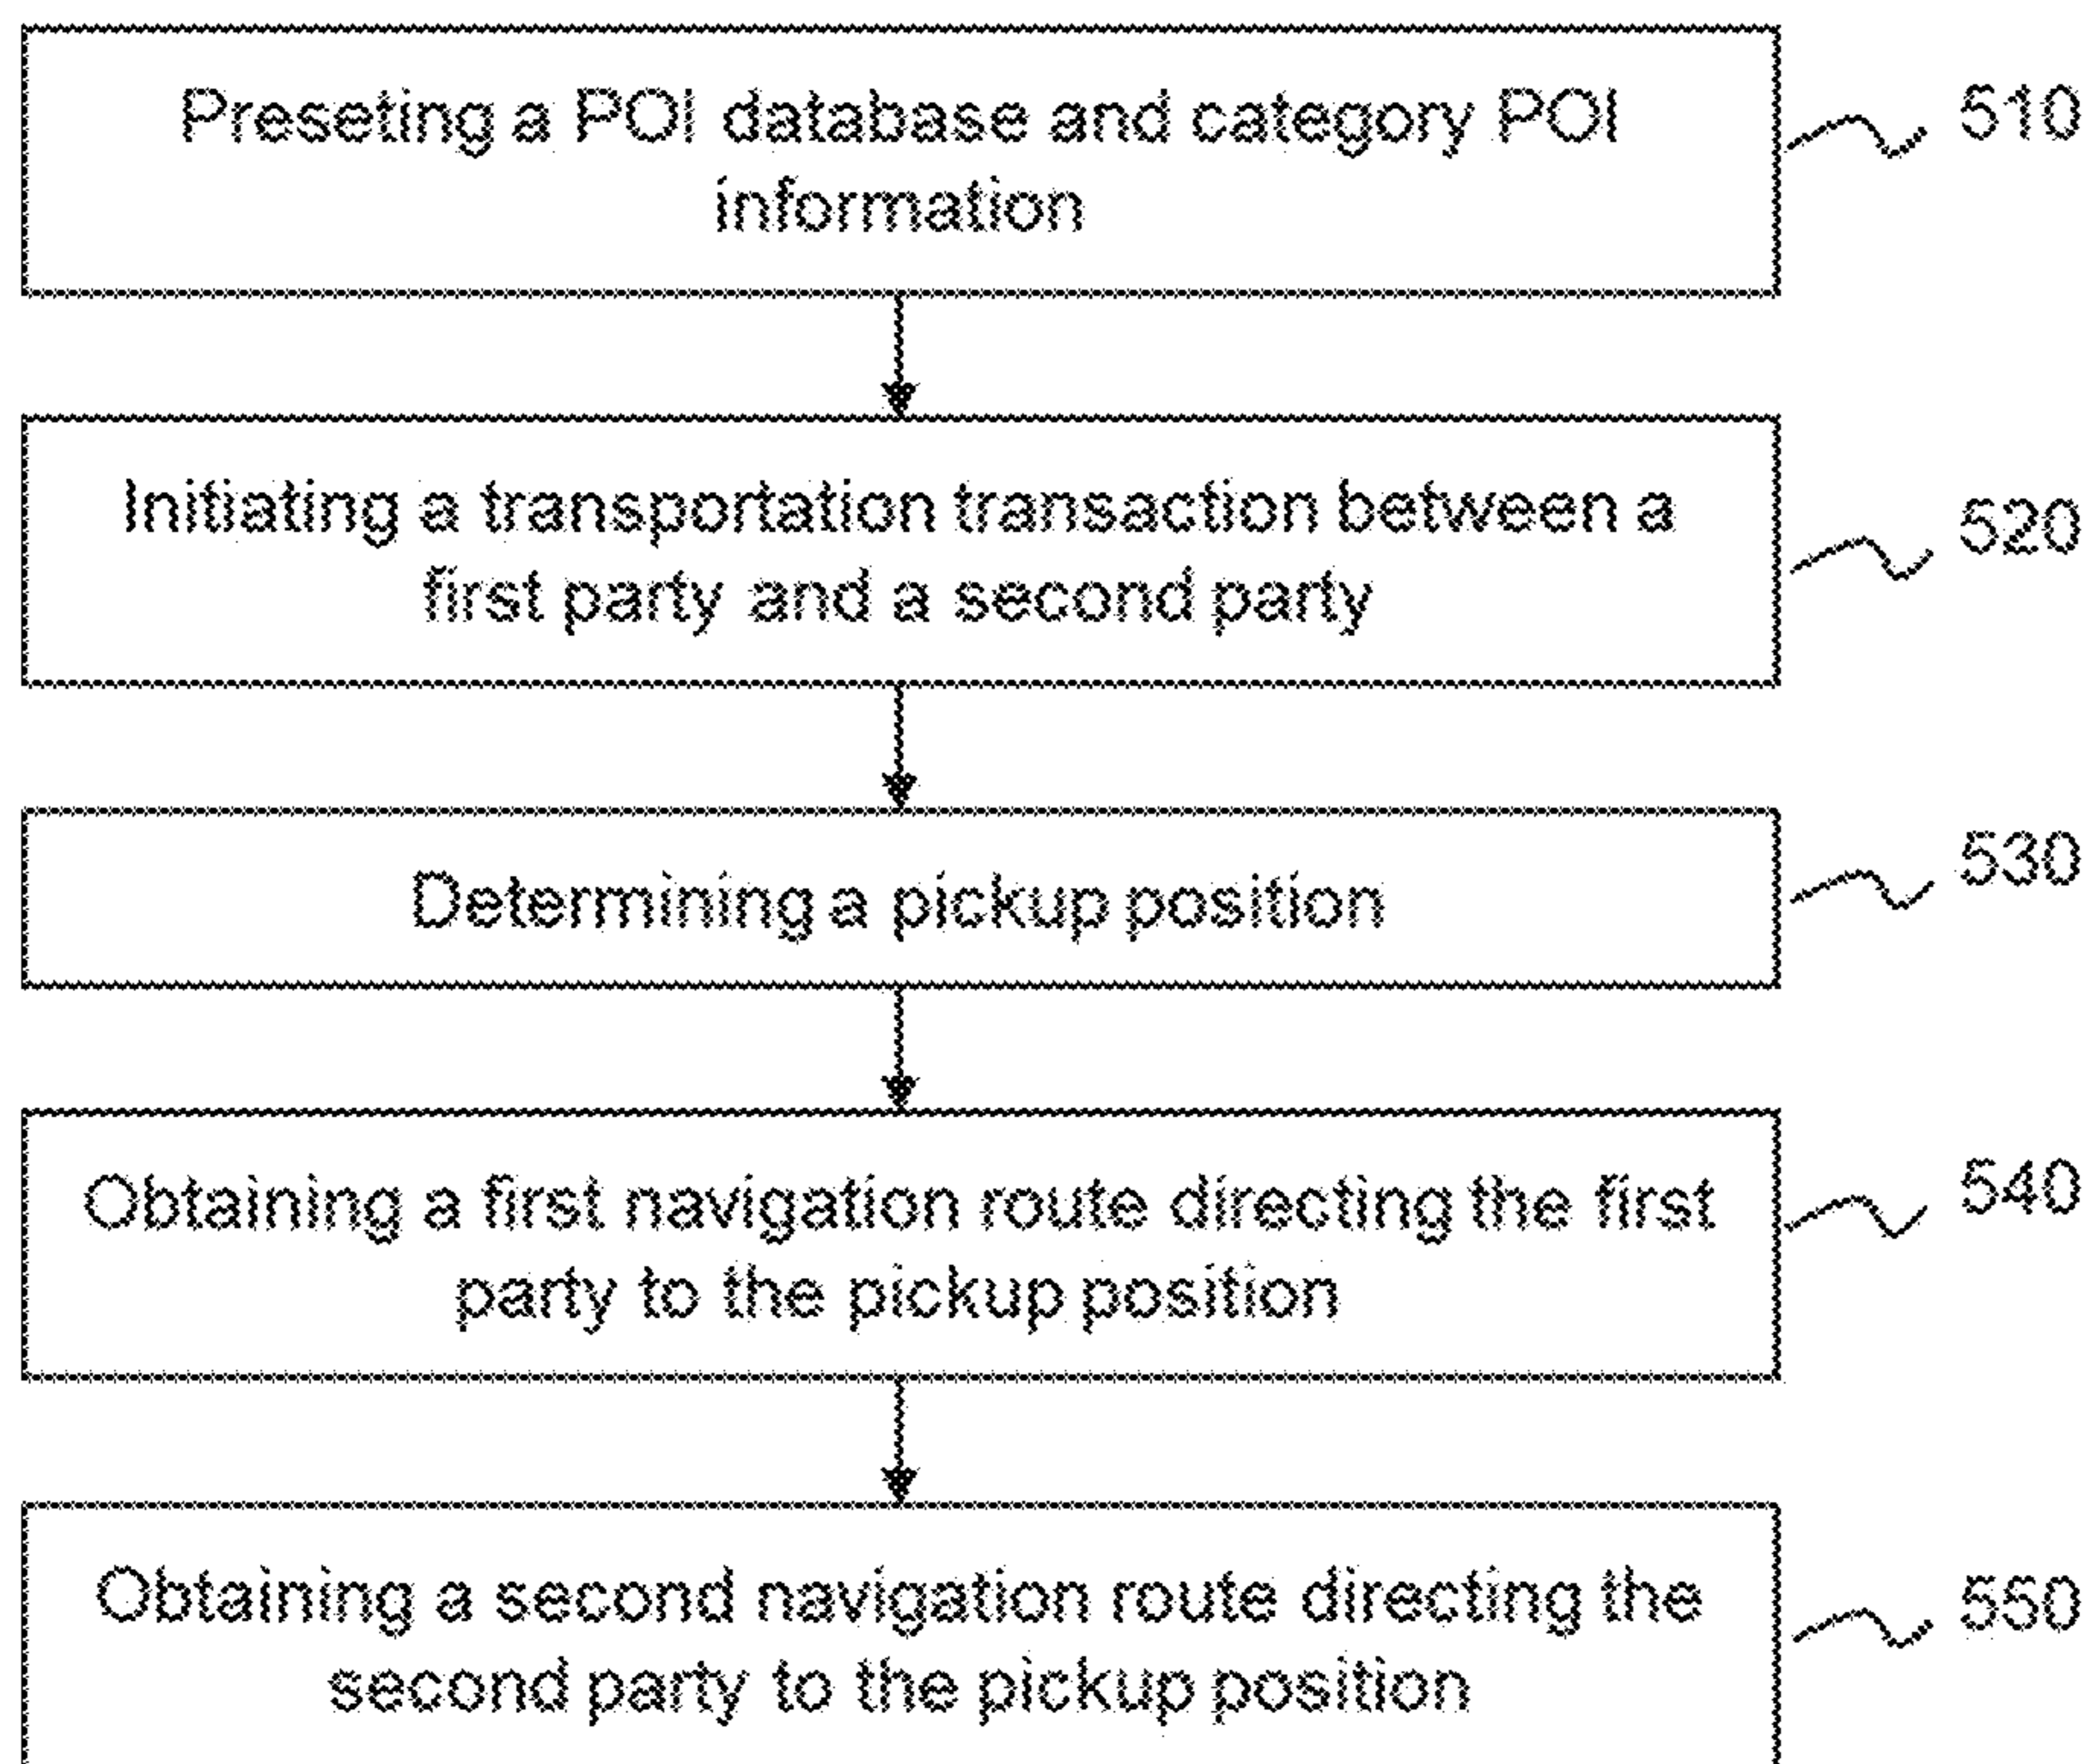 Preseting a POI database and category POI
information
510
Initiating a transportation transaction between a
first party and a second party
520
Determining a pickup position
530
Obtaining a first navigation route directing the first
party to the pickup position
540
Obtaining a second navigation route directing the
second party to the pickup position
550